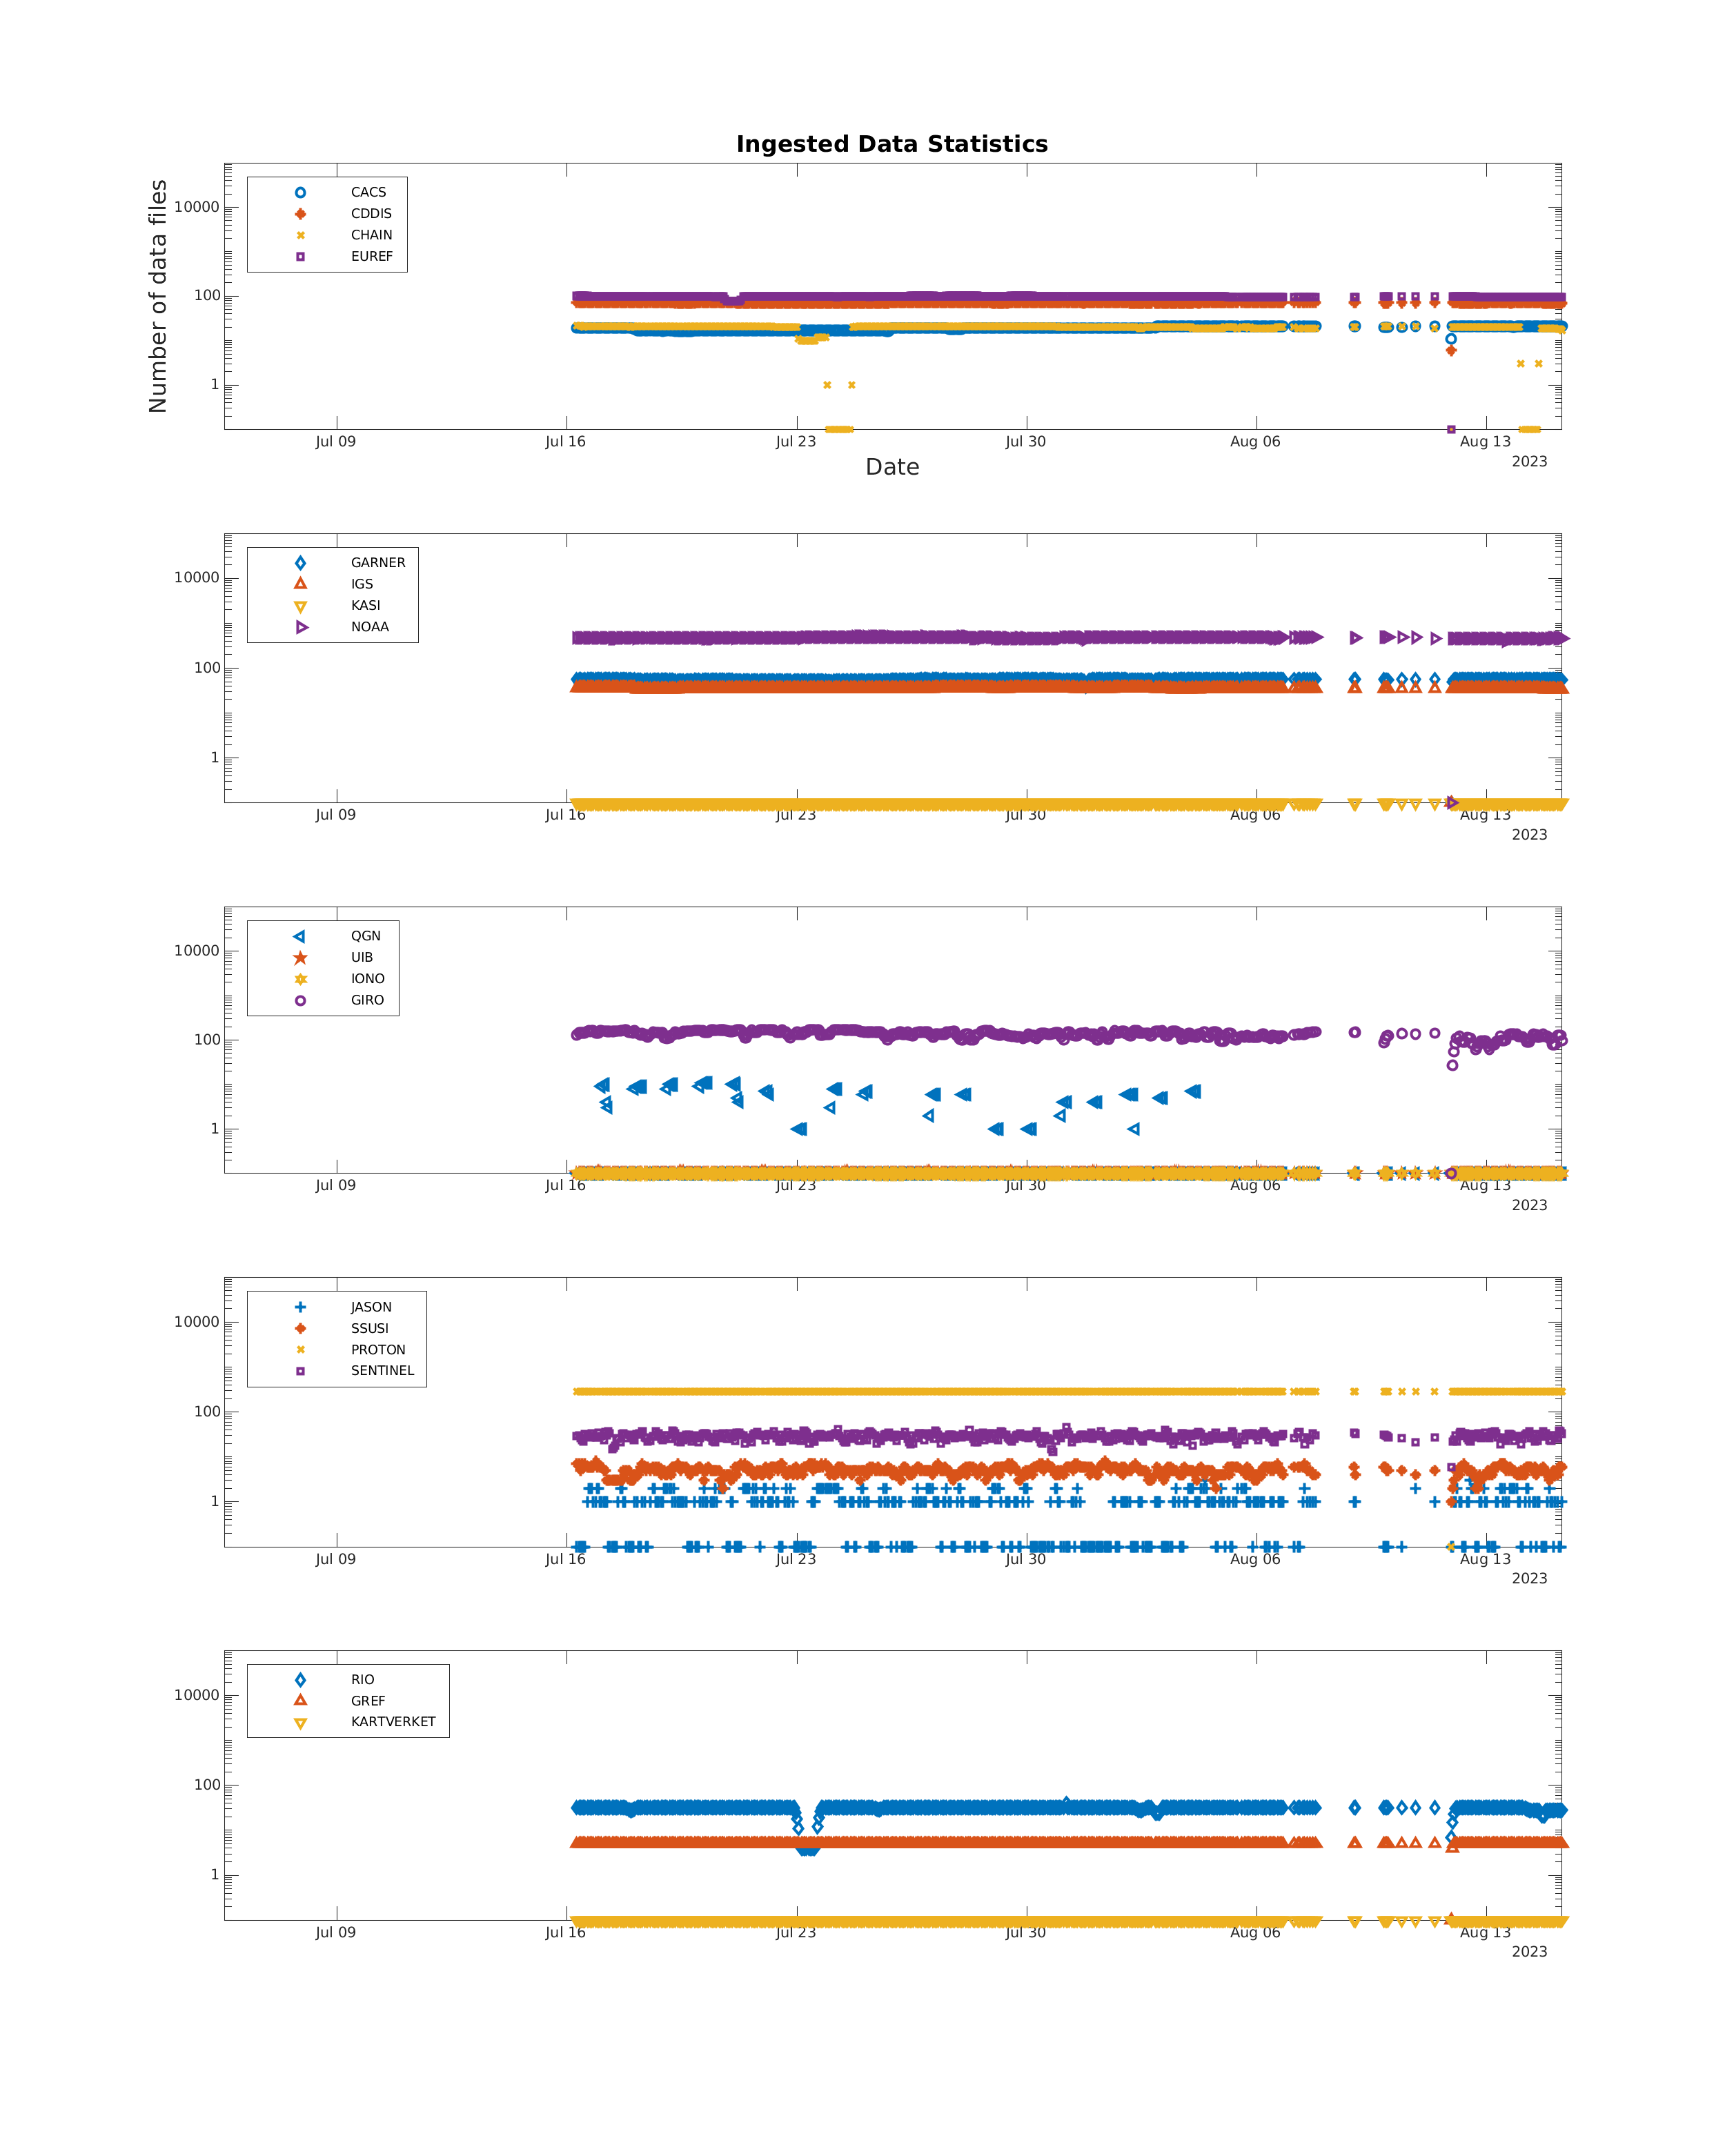 Ingested Data Statistics
Number of data files
10000
100
1
CACS
CDDIS
CHAIN
EUREF
Jul 09 Jul 16 Jul 23 Jul 30 Aug 06 Aug 13
2023
Date
10000
100
1
GARNER
IGS
KASI
NOAA
Jul 09 Jul 16 Jul 23 Jul 30 Aug 06 Aug 13
2023
10000
100
1
QGN
UIB
IONO
GIRO
Jul 09 Jul 16 Jul 23 Jul 30 Aug 06 Aug 13
2023
10000
100
1
JASON
SSUSI
PROTON
SENTINEL
Jul 09 Jul 16 Jul 23 Jul 30 Aug 06 Aug 13
2023
10000
100
1
RIO
GREF
KARTVERKET
Jul 09 Jul 16 Jul 23 Jul 30 Aug 06 Aug 13
2023